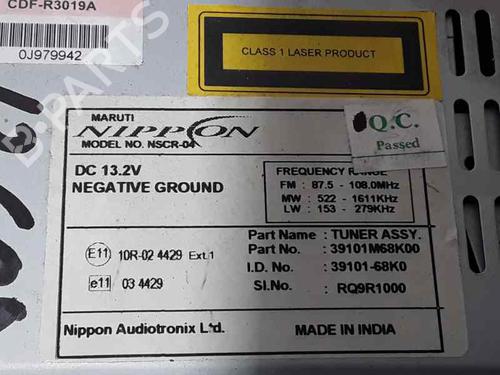 CDF-R3019A
0J979942
CLASS 1 LASER PRODUCT
MARUTI
NIPPON
MODEL NO. NSCR-04
Q.C.
Passed
DC 13.2V
NEGATIVE GROUND
FREQUENCY RANGE
FM : 87.5 - 108.0MHz
MW : 522 - 1611KHz
LW : 153 - 279KHz
E11 10R-02 4429 Ext.1
e11 03 4429
Part Name : TUNER ASSY.
Part No. : 39101M68K00
I.D. No. : 39101-68K0
Sl.No. : RQ9R1000
Nippon Audiotronix Ltd.
MADE IN INDIA
B-PARTS